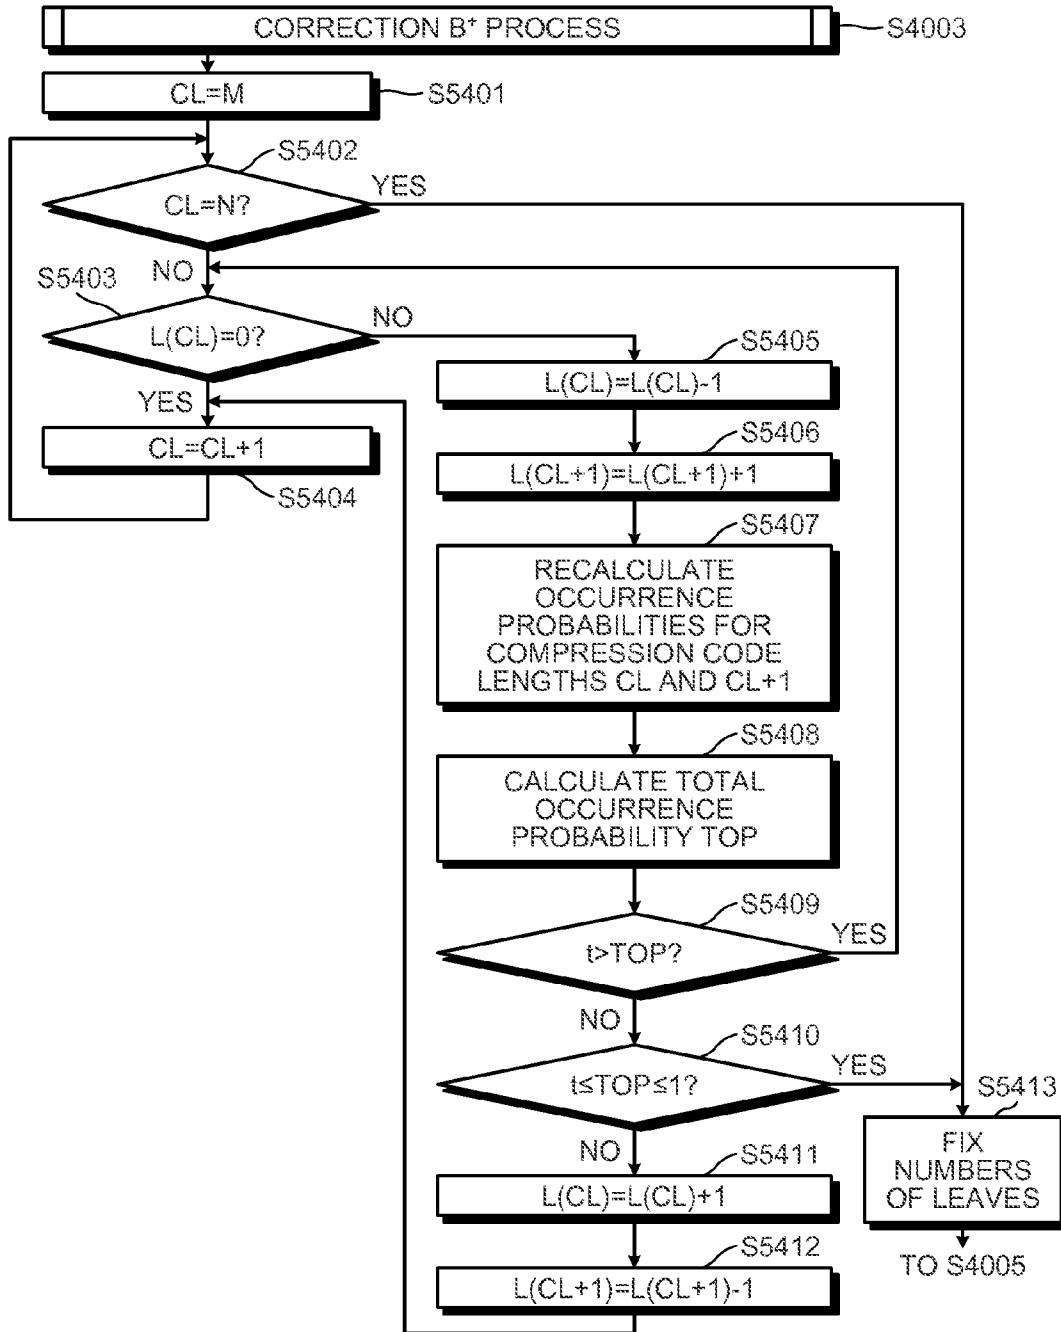 CORRECTION B+ PROCESS
S4003
CL=M
S5401
S5402
CL=N?
YES
NO
S5403
L(CL)=0?
NO
YES
S5405
L(CL)=L(CL)-1
CL=CL+1
S5404
S5406
L(CL+1)=L(CL+1)+1
S5407
RECALCULATE
OCCURRENCE
PROBABILITIES FOR
COMPRESSION CODE
LENGTHS CL AND CL+1
S5408
CALCULATE TOTAL
OCCURRENCE
PROBABILITY TOP
S5409
t>TOP?
YES
NO
S5410
t≤TOP≤1?
YES
NO
S5413
FIX
NUMBERS
OF LEAVES
TO S4005
S5411
L(CL)=L(CL)+1
S5412
L(CL+1)=L(CL+1)-1